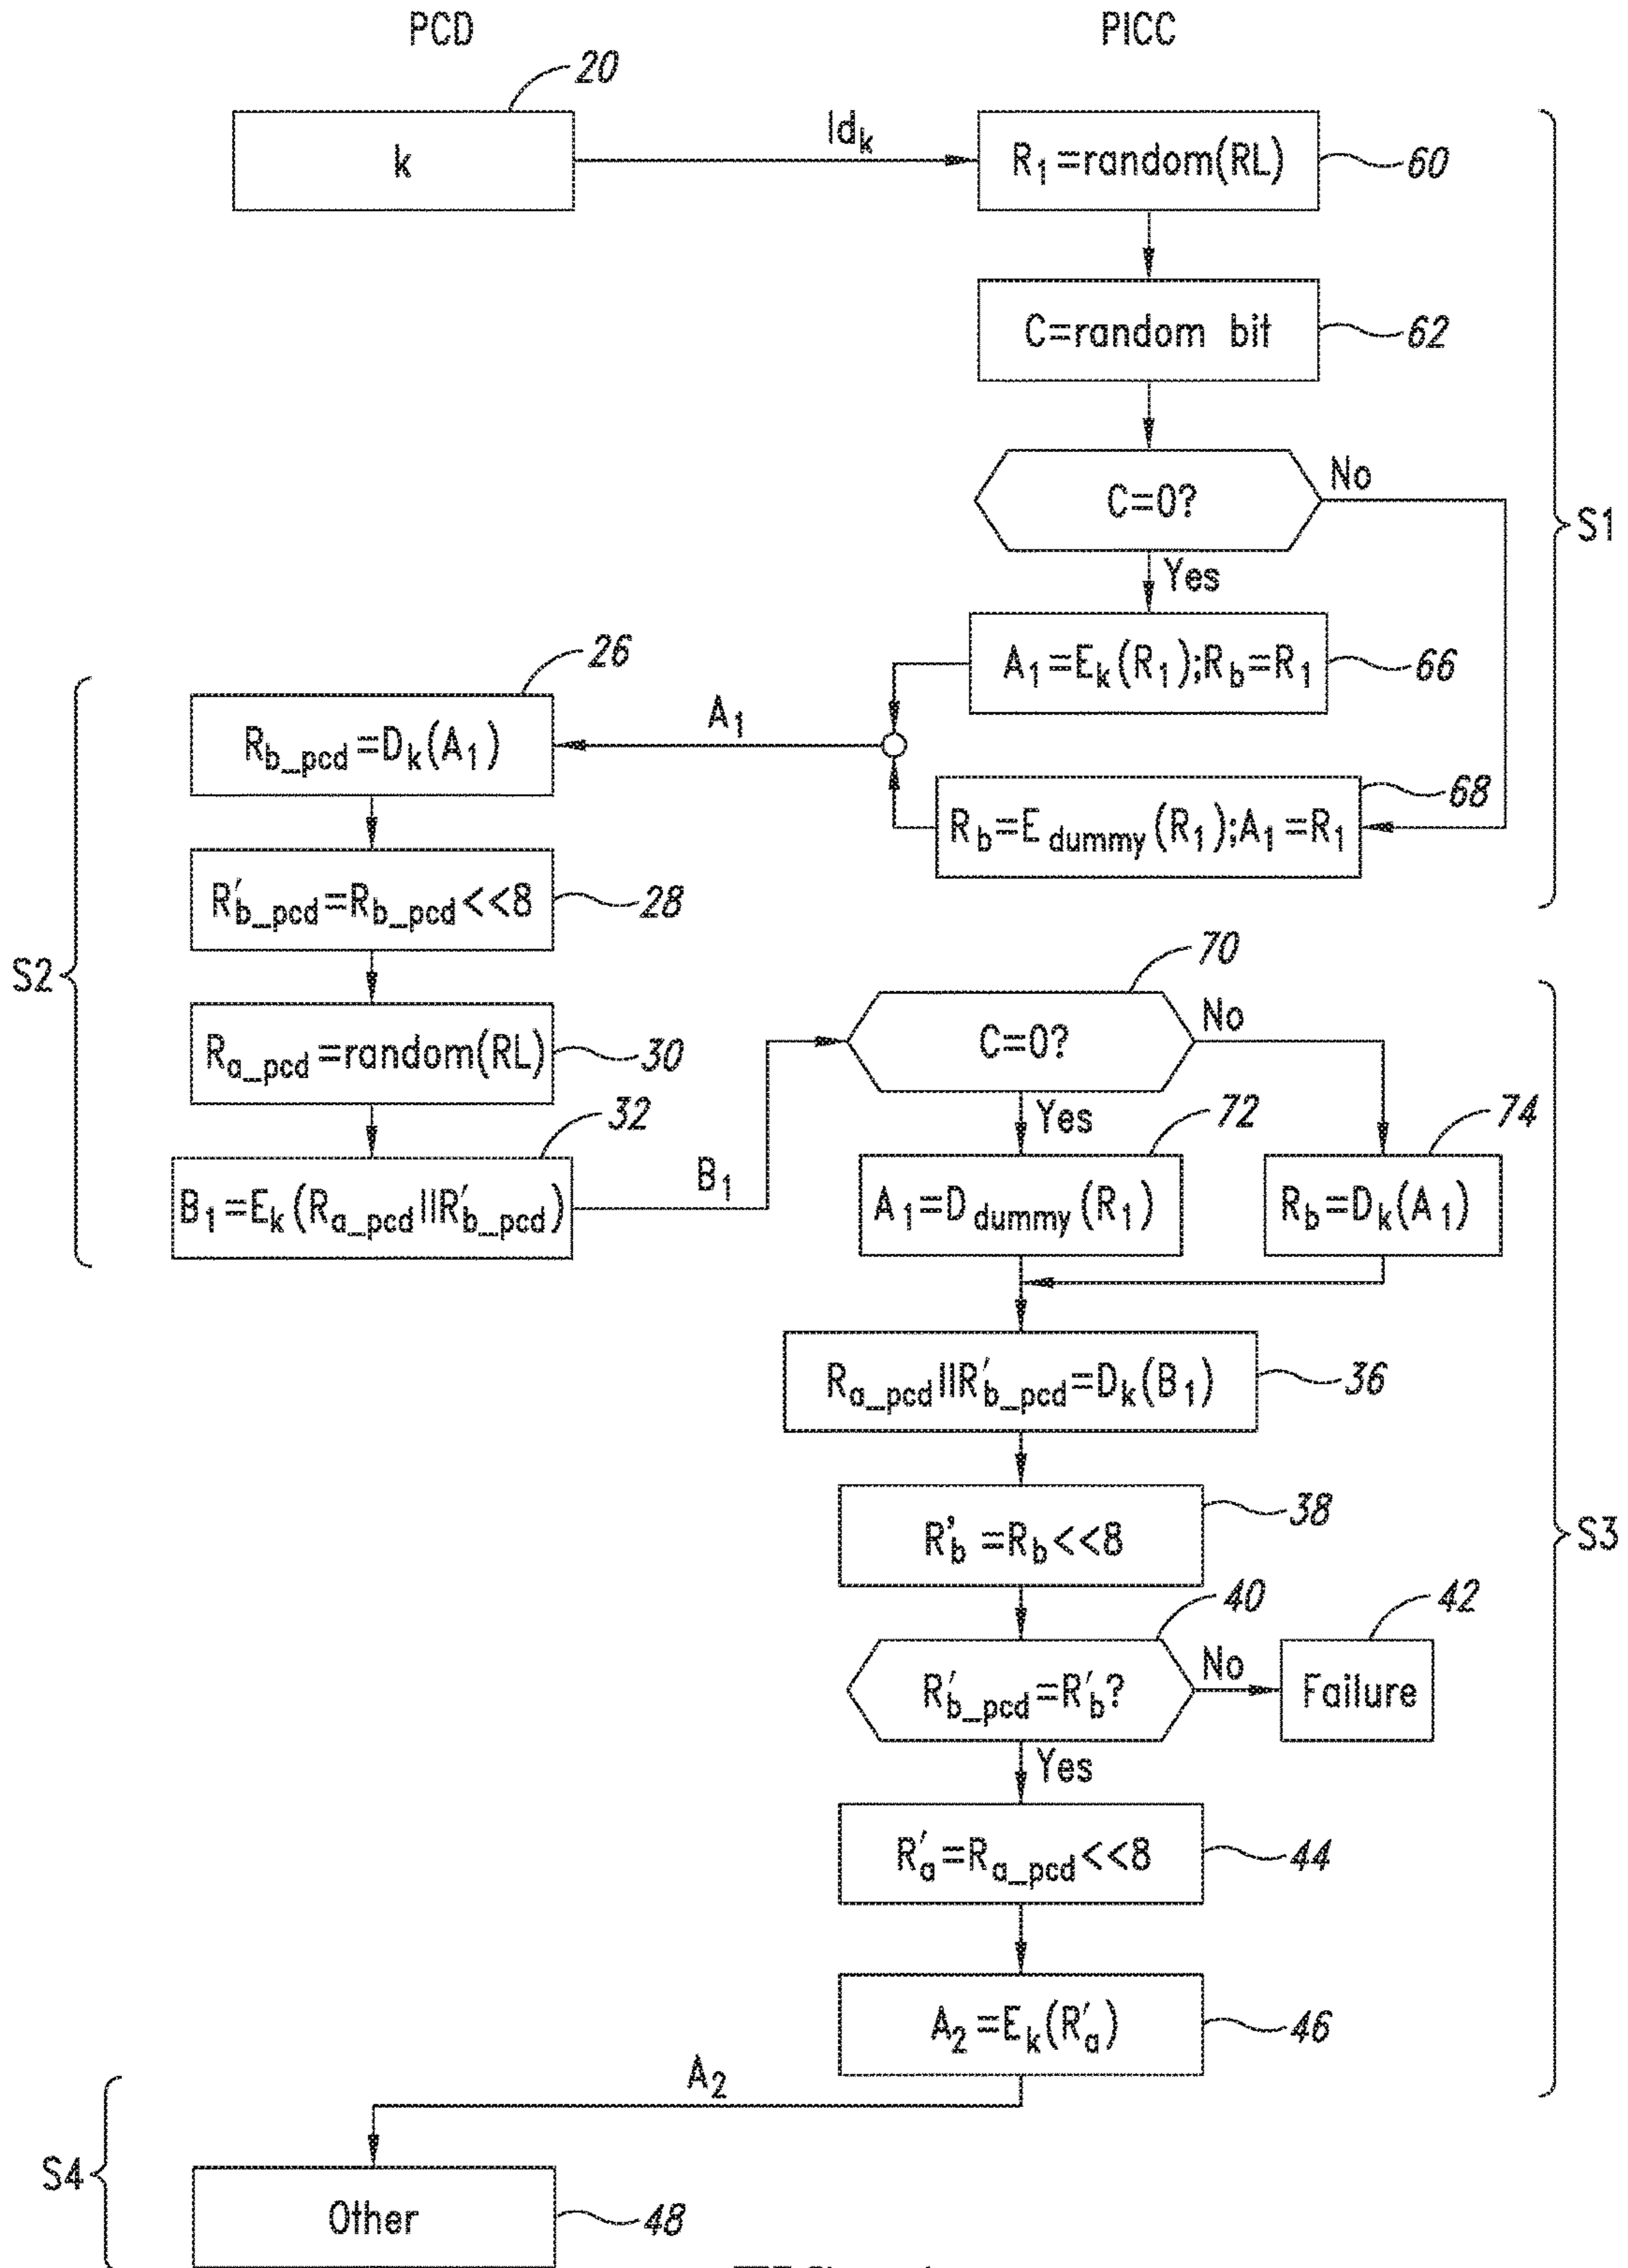 PCD PICC
20
k
Id_k
R_1=random(RL)
60
C=random bit
62
C=0?
No
Yes
S1
A_1=E_k(R_1);R_b=R_1
66
A_1
R_b=E_dummy(R_1);A_1=R_1
68
26
R_b_pcd=D_k(A_1)
R'_b_pcd=R_b_pcd<<8
28
S2
R_a_pcd=random(RL)
30
32
B_1=E_k(R_a_pcd||R'_b_pcd)
B_1
70
C=0?
No
Yes
72
A_1=D_dummy(R_1)
74
R_b=D_k(A_1)
R_a_pcd||R'_b_pcd=D_k(B_1)
36
R'_b=R_b<<8
38
S3
40
R'_b_pcd=R'_b?
No
42
Failure
Yes
R'_a=R_a_pcd<<8
44
A_2=E_k(R'_a)
46
A_2
S4
Other
48